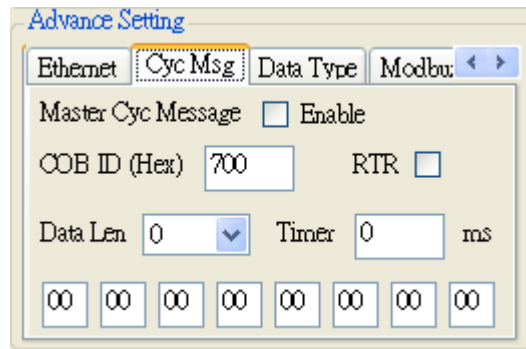 Advance Setting
Ethernet Cyc Msg Data Type Modbu
Master Cyc Message Enable
COB ID (Hex) 700 RTR
Data Len 0 Timer 0 ms
00 00 00 00 00 00 00 00